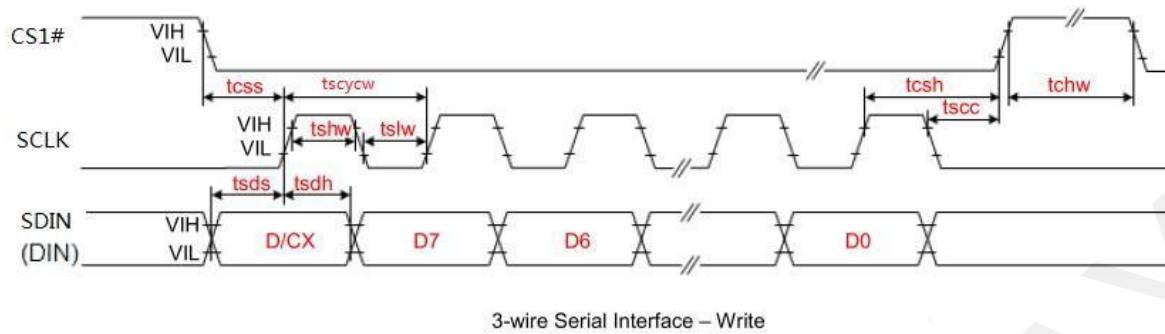 CS1#
VIH
VIL
tcss
tscycw
tcsh
tchw
tscc
SCLK
VIH
VIL
tshw
tslw
tsds
tsdh
SDIN
(DIN)
VIH
VIL
D/CX
D7
D6
D0
3-wire Serial Interface – Write